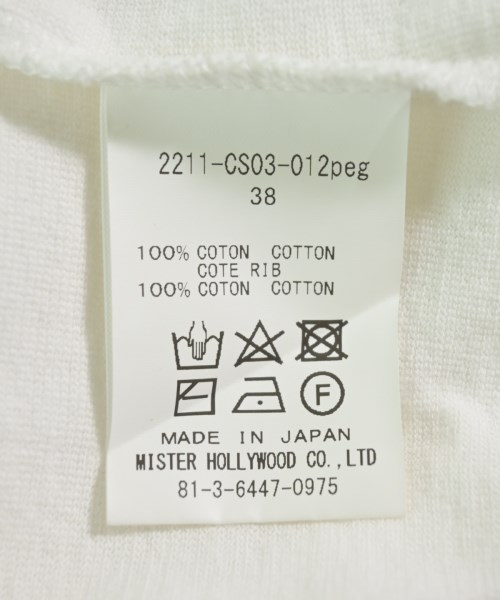 2211-CS03-012peg
38
100% COTON COTTON
COTE RIB
100% COTON COTTON
F
MADE IN JAPAN
MISTER HOLLYWOOD CO.,LTD
81-3-6447-0975